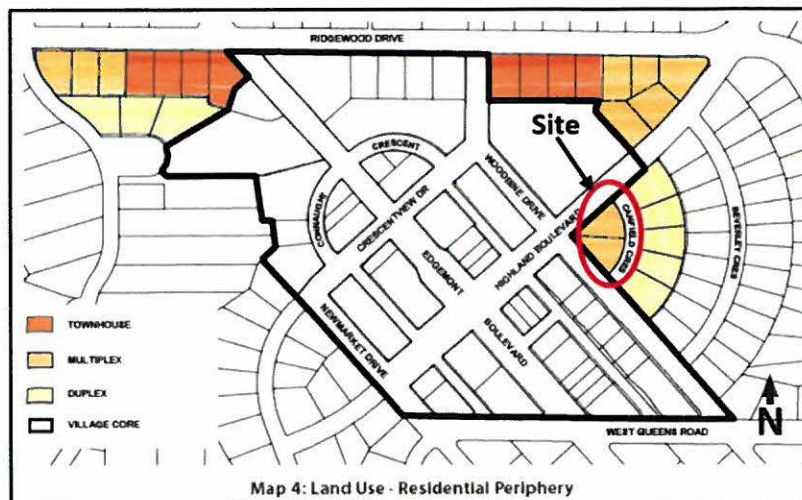 RIDGEWOOD DRIVE
Site
CRESCENT
WOODBINE DRIVE
CONNAUGHT
CRESCENTVIEW DR
HIGHLAND BOULEVARD
CANFIELD CRES
BEVERLEY CRES
EDGEMONT
BOULEVARD
NEWMARKET DRIVE
TOWNHOUSE
MULTIPLEX
DUPLEX
VILLAGE CORE
WEST QUEENS ROAD
N
Map 4: Land Use - Residential Periphery